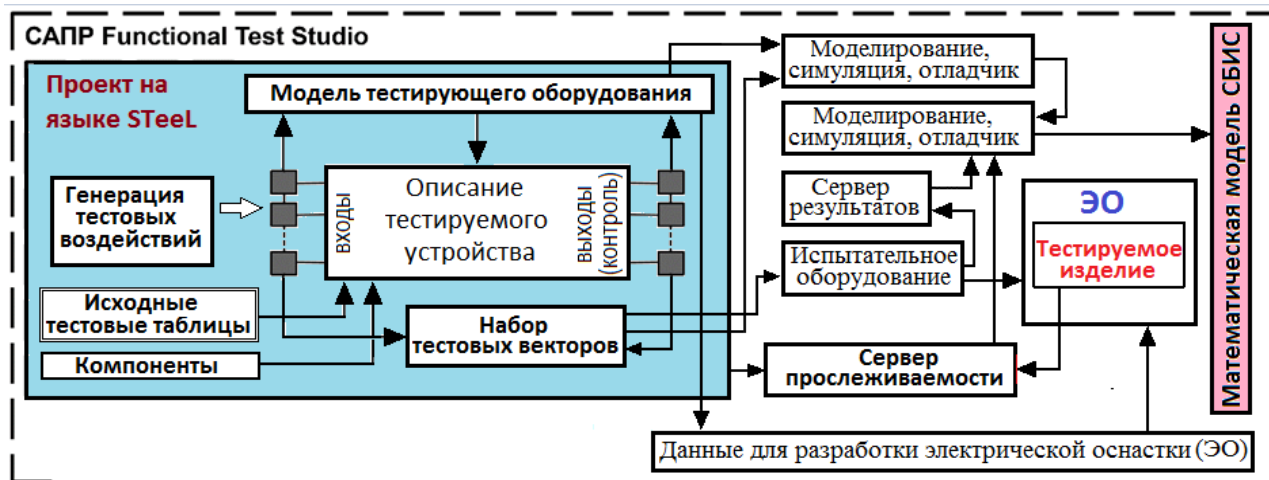 САПР Functional Test Studio
Проект на
языке STeeL
Модель тестирующего оборудования
Генерация
тестовых
воздействий
ВХОДЫ
Описание
тестируемого
устройства
ВЫХОДЫ
(контроль)
Исходные
тестовые таблицы
Компоненты
Набор
тестовых векторов
Моделирование,
симуляция, отладчик
Моделирование,
симуляция, отладчик
Сервер
результатов
Испытательное
оборудование
ЭО
Тестируемое
изделие
Сервер
прослеживаемости
Данные для разработки электрической оснастки (ЭО)
Математическая модель СБИС